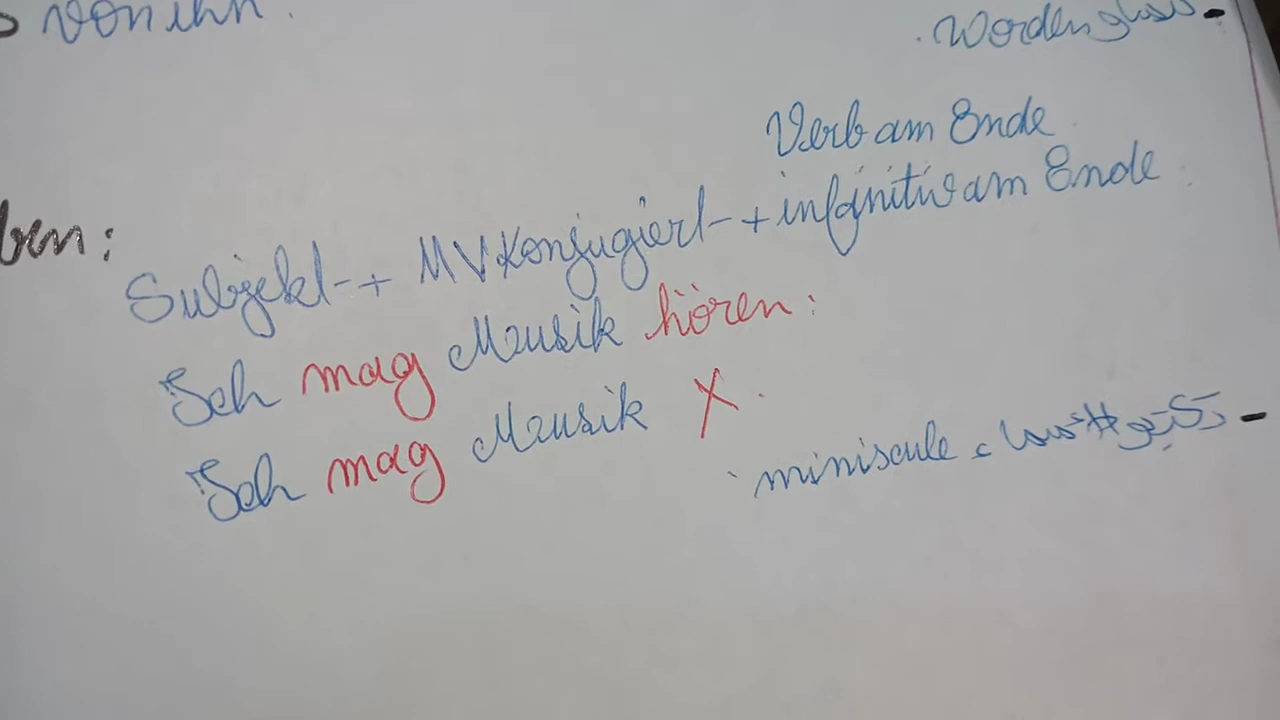 von ihn.
Worden
Verb am Ende
ben:
Subjekt + MV Konjugiert + infinitiv am Ende
Ich mag Musik hören:
Ich mag Musik X.
miniscule